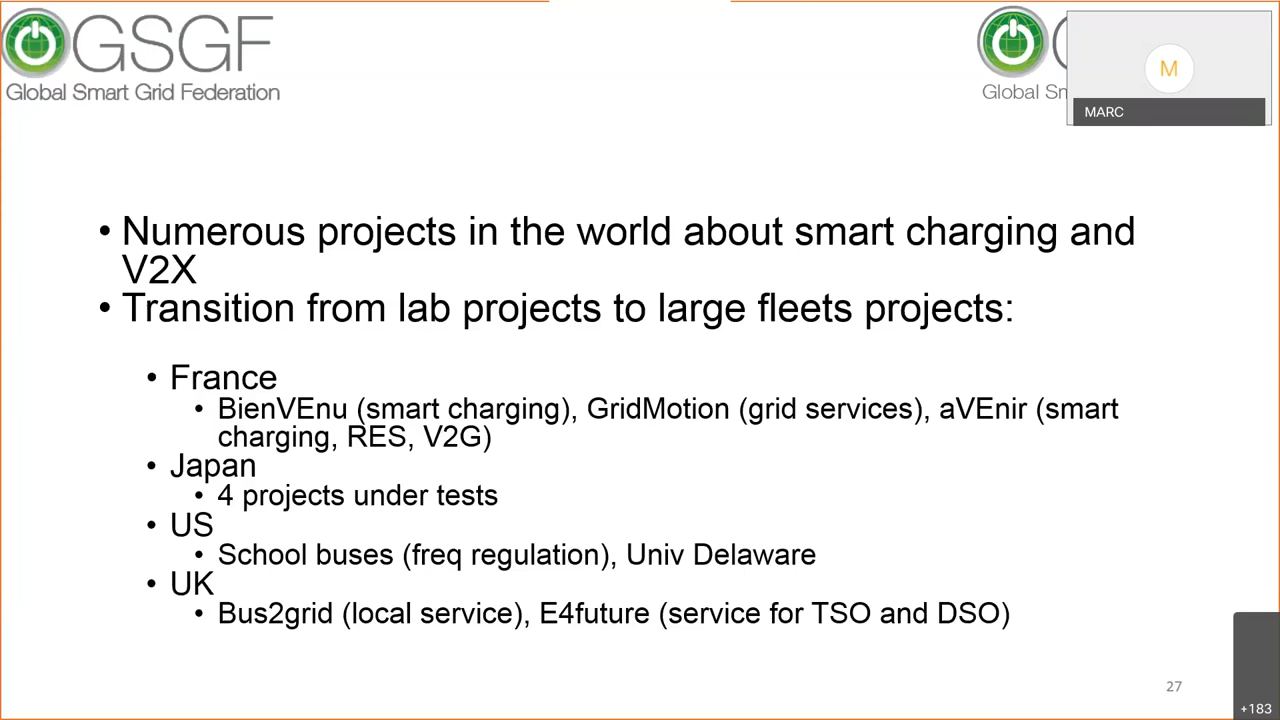 GSGF
Global Smart Grid Federation
G
Global Sm
M
MARC
• Numerous projects in the world about smart charging and
V2X
• Transition from lab projects to large fleets projects:
• France
• BienVEnu (smart charging), GridMotion (grid services), aVEnir (smart
charging, RES, V2G)
• Japan
• 4 projects under tests
• US
• School buses (freq regulation), Univ Delaware
• UK
• Bus2grid (local service), E4future (service for TSO and DSO)
27
+183